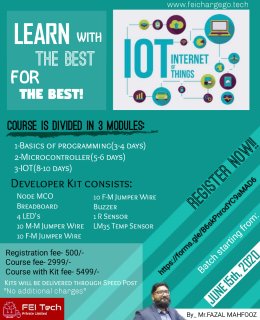 www.feichargego.tech
LEARN WITH
THE BEST
FOR
THE BEST!
IOT INTERNET
OF
THINGS
COURSE IS DIVIDED IN 3 MODULES:
1-Basics of programming(3-4 days)
2-Microcontroller(5-6 days)
3-IOT(8-10 days)
Developer Kit consists:
Node MCO
Breadboard
4 LED's
10 M-M Jumper Wire
10 F-M Jumper Wire
10 F-M Jumper Wire
Buzzer
1 R Sensor
LM35 Temp Sensor
REGISTER NOW!!
Batch starting from:
JUNE 15th, 2020
Registration fee- 500/-
Course fee- 2999/-
Course with Kit fee- 5499/-
Kits will be delivered through Speed Post
"No additional charges"
FEI Tech
Private Limited
By_ Mr.FAZAL MAHFOOZ